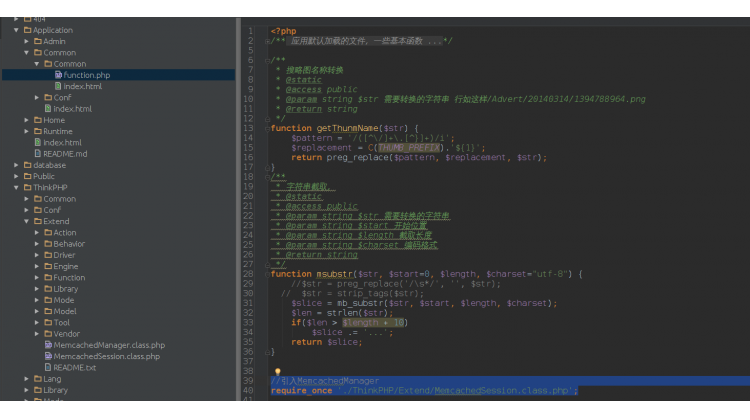 404
Application
Admin
Common
Common
function.php
index.html
Conf
index.html
Home
Runtime
index.html
README.md
database
Public
ThinkPHP
Common
Conf
Extend
Action
Behavior
Driver
Engine
Function
Library
Mode
Model
Tool
Vendor
MemcachedManager.class.php
MemcachedSession.class.php
README.txt
Lang
Library
Mode
1 <?php
2 /** 应用默认加载的文件，一些基本函数 ...*/
5
6 /**
7 * 推略图名称转换
8 * @static
9 * @access public
10 * @param string $str 需要转换的字符串 行如这样/Advert/20140314/1394788964.png
11 * @return string
12 */
13 function getThunmName($str) {
14 $pattern = '/([^\/]+\.[^}]+)/i';
15 $replacement = C(THUMB_PREFIX).'${1}';
16 return preg_replace($pattern, $replacement, $str);
17 }
18 /**
19 * 字符串截取，
20 * @static
21 * @access public
22 * @param string $str 需要转换的字符串
23 * @param string $start 开始位置
24 * @param string $length 截取长度
25 * @param string $charset 编码格式
26 * @return string
27 */
28 function msubstr($str, $start=0, $length, $charset="utf-8") {
29 //$str = preg_replace('/\s*/', '', $str);
30 // $str = strip_tags($str);
31 $slice = mb_substr($str, $start, $length, $charset);
32 $len = strlen($str);
33 if($len > $length + 10)
34 $slice .= '...';
35 return $slice;
36 }
37
38
39 //引入MemcachedManager
40 require_once './ThinkPHP/Extend/MemcachedSession.class.php';
41